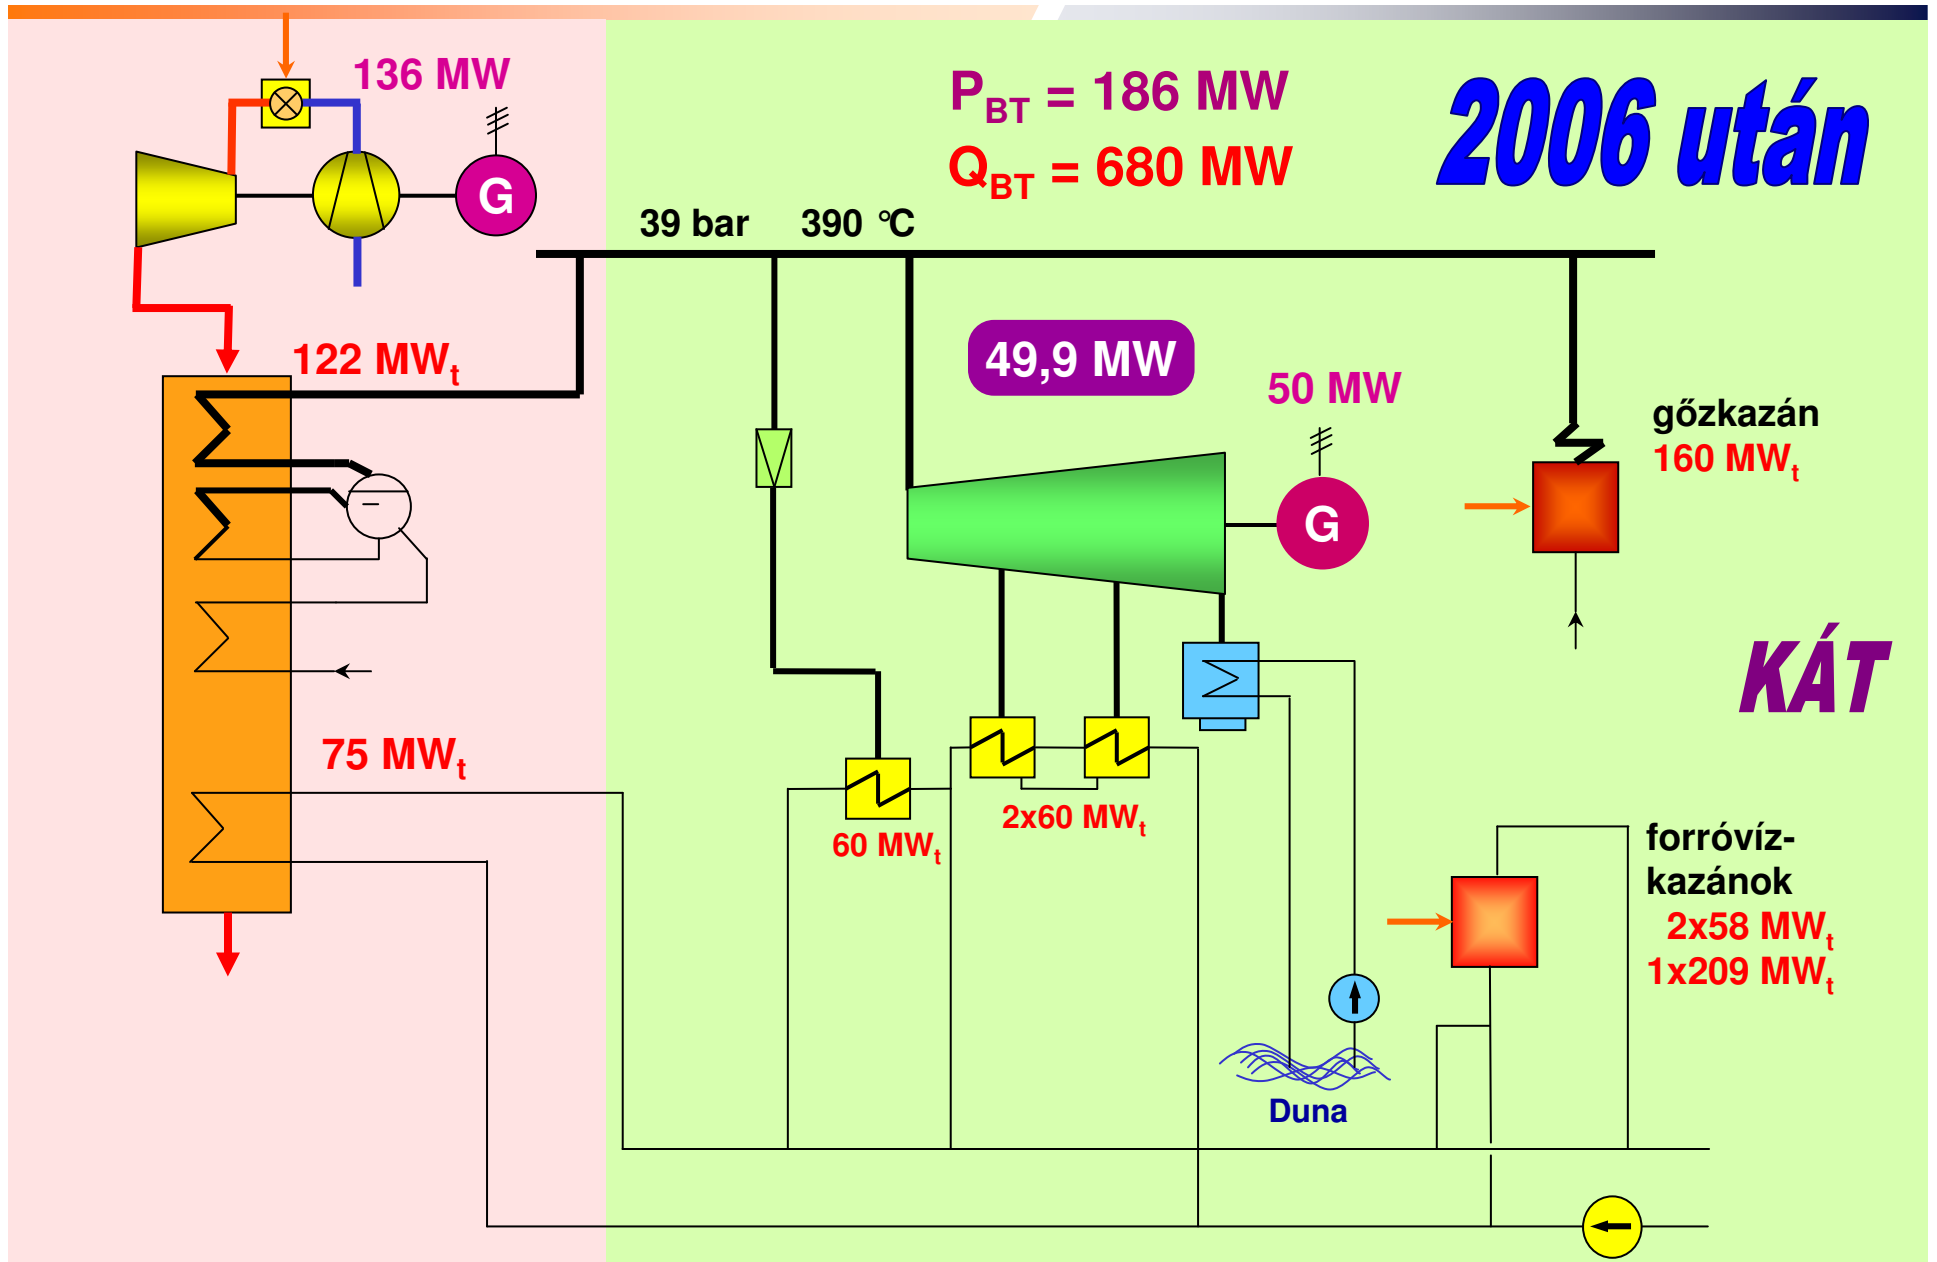 136 MW
P_BT = 186 MW
Q_BT = 680 MW
2006 után
G
39 bar 390 °C
122 MW_t
49,9 MW
50 MW
G
gőzkazán
160 MW_t
KÁT
75 MW_t
60 MW_t
2x60 MW_t
forróvíz-
kazánok
2x58 MW_t
1x209 MW_t
Duna